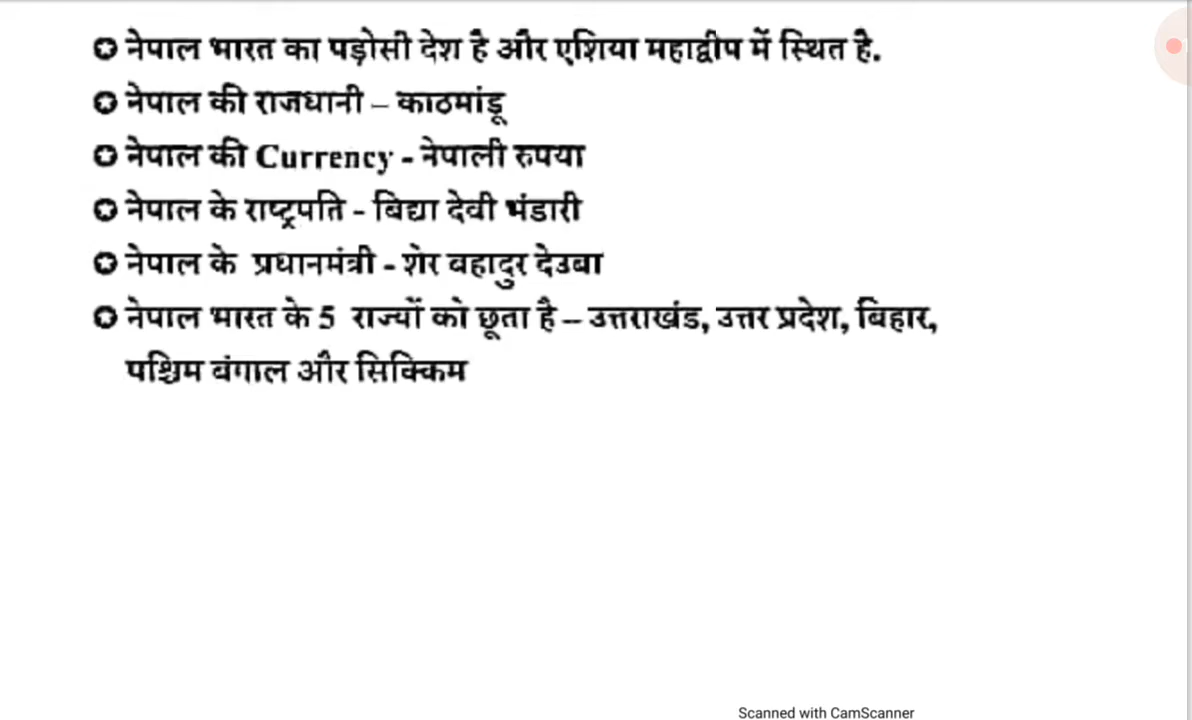 ✪ नेपाल भारत का पड़ोसी देश है और एशिया महाद्वीप में स्थित है.
✪ नेपाल की राजधानी – काठमांडू
✪ नेपाल की Currency - नेपाली रुपया
✪ नेपाल के राष्ट्रपति - बिद्या देवी भंडारी
✪ नेपाल के प्रधानमंत्री - शेर बहादुर देउबा
✪ नेपाल भारत के 5 राज्यों को छूता है – उत्तराखंड, उत्तर प्रदेश, बिहार,
पश्चिम बंगाल और सिक्किम
Scanned with CamScanner